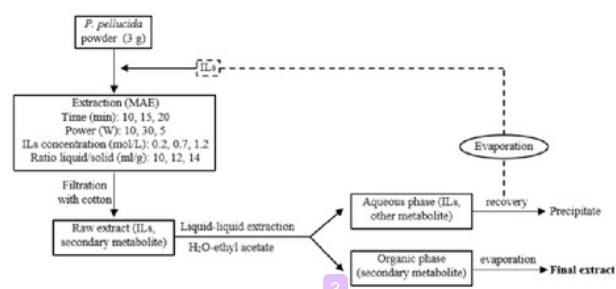 P. pellucida
powder (3 g)
ILs
Extraction (MAE)
Time (min): 10, 15, 20
Power (W): 10, 30, 5
ILs concentration (mol/L): 0.2, 0.7, 1.2
Ratio liquid/solid (ml/g): 10, 12, 14
Evaporation
Filtration
with cotton
Raw extract (ILs,
secondary metabolite)
Liquid-liquid extraction
H₂O-ethyl acetate
Aqueous phase (ILs,
other metabolite)
recovery
Precipitate
Organic phase
(secondary metabolite)
evaporation
Final extract
2